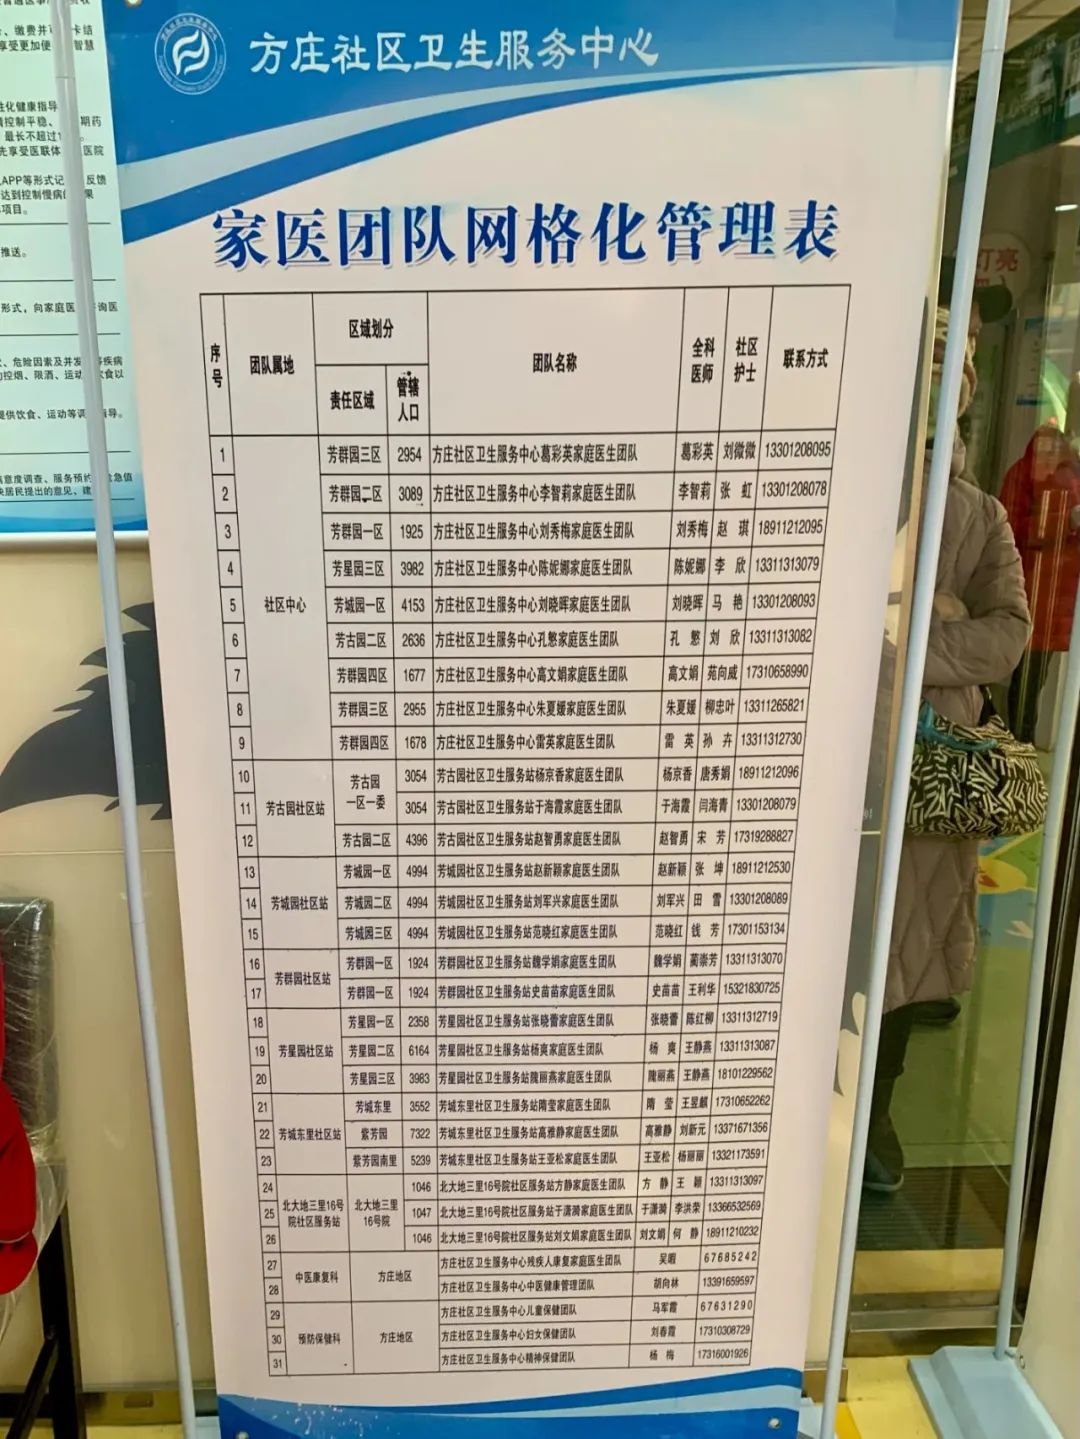 方庄社区卫生服务中心
家医团队网格化管理表
序号 团队属地 区域划分 责任区域 管辖人口 团队名称 全科医师 社区护士 联系方式
1 社区中心 芳群园三区 2954 方庄社区卫生服务中心葛彩英家庭医生团队 葛彩英 刘微微 13301208095
2 芳群园二区 3089 方庄社区卫生服务中心李智莉家庭医生团队 李智莉 张虹 13301208078
3 芳群园一区 1925 方庄社区卫生服务中心刘秀梅家庭医生团队 刘秀梅 赵琪 18911212095
4 芳星园三区 3982 方庄社区卫生服务中心陈妮娜家庭医生团队 陈妮娜 李欣 13311313079
5 芳城园一区 4153 方庄社区卫生服务中心刘晓晖家庭医生团队 刘晓晖 马艳 13301208093
6 芳古园二区 2636 方庄社区卫生服务中心孔慜家庭医生团队 孔慜 刘欣 13311313082
7 芳群园四区 1677 方庄社区卫生服务中心高文娟家庭医生团队 高文娟 苑向威 17310658990
8 芳群园三区 2955 方庄社区卫生服务中心朱夏媛家庭医生团队 朱夏媛 柳忠叶 13311265821
9 芳群园四区 1678 方庄社区卫生服务中心雷英家庭医生团队 雷英 孙卉 13311312730
10 芳古园社区站 芳古园一区一委 3054 芳古园社区卫生服务站杨京香家庭医生团队 杨京香 唐秀娟 18911212096
11 3054 芳古园社区卫生服务站于海霞家庭医生团队 于海霞 闫海青 13301208079
12 芳古园二区 4396 芳古园社区卫生服务站赵智勇家庭医生团队 赵智勇 宋芳 17319288827
13 芳城园社区站 芳城园一区 4994 芳城园社区卫生服务站赵新颖家庭医生团队 赵新颖 张坤 18911212530
14 芳城园二区 4994 芳城园社区卫生服务站刘军兴家庭医生团队 刘军兴 田雪 13301208089
15 芳城园三区 4994 芳城园社区卫生服务站范晓红家庭医生团队 范晓红 钱芳 17301153134
16 芳群园社区站 芳群园一区 1924 芳群园社区卫生服务站魏学娟家庭医生团队 魏学娟 蔺崇芳 13311313070
17 芳群园一区 1924 芳群园社区卫生服务站史苗苗家庭医生团队 史苗苗 王利华 15321830725
18 芳星园社区站 芳星园一区 2358 芳星园社区卫生服务站张晓蕾家庭医生团队 张晓蕾 陈红柳 13311312719
19 芳星园二区 6164 芳星园社区卫生服务站杨爽家庭医生团队 杨爽 王静燕 13311313087
20 芳星园三区 3983 芳星园社区卫生服务站隗丽燕家庭医生团队 隗丽燕 王静燕 18101229562
21 芳城东里社区站 芳城东里 3552 芳城东里社区卫生服务站隋莹家庭医生团队 隋莹 王昱麒 17310652262
22 紫芳园 7322 芳城东里社区卫生服务站高雅静家庭医生团队 高雅静 刘新元 13371671356
23 紫芳园南里 5239 芳城东里社区卫生服务站王亚松家庭医生团队 王亚松 杨丽丽 13321173591
24 北大地三里16号院社区服务站 北大地三里16号院 1046 北大地三里16号院社区服务站方静家庭医生团队 方静 王颖 13311313097
25 1047 北大地三里16号院社区服务站于潇漪家庭医生团队 于潇漪 李洪荣 13366532569
26 1046 北大地三里16号院社区服务站刘文娟家庭医生团队 刘文娟 何静 18911210232
27 中医康复科 方庄地区 方庄社区卫生服务中心残疾人康复家庭医生团队 吴暇 67685242
28 方庄社区卫生服务中心中医健康管理团队 胡向林 13391659597
29 预防保健科 方庄地区 方庄社区卫生服务中心儿童保健团队 马军霞 67631290
30 方庄社区卫生服务中心妇女保健团队 刘春霞 17310308729
31 方庄社区卫生服务中心精神保健团队 杨梅 17316001926